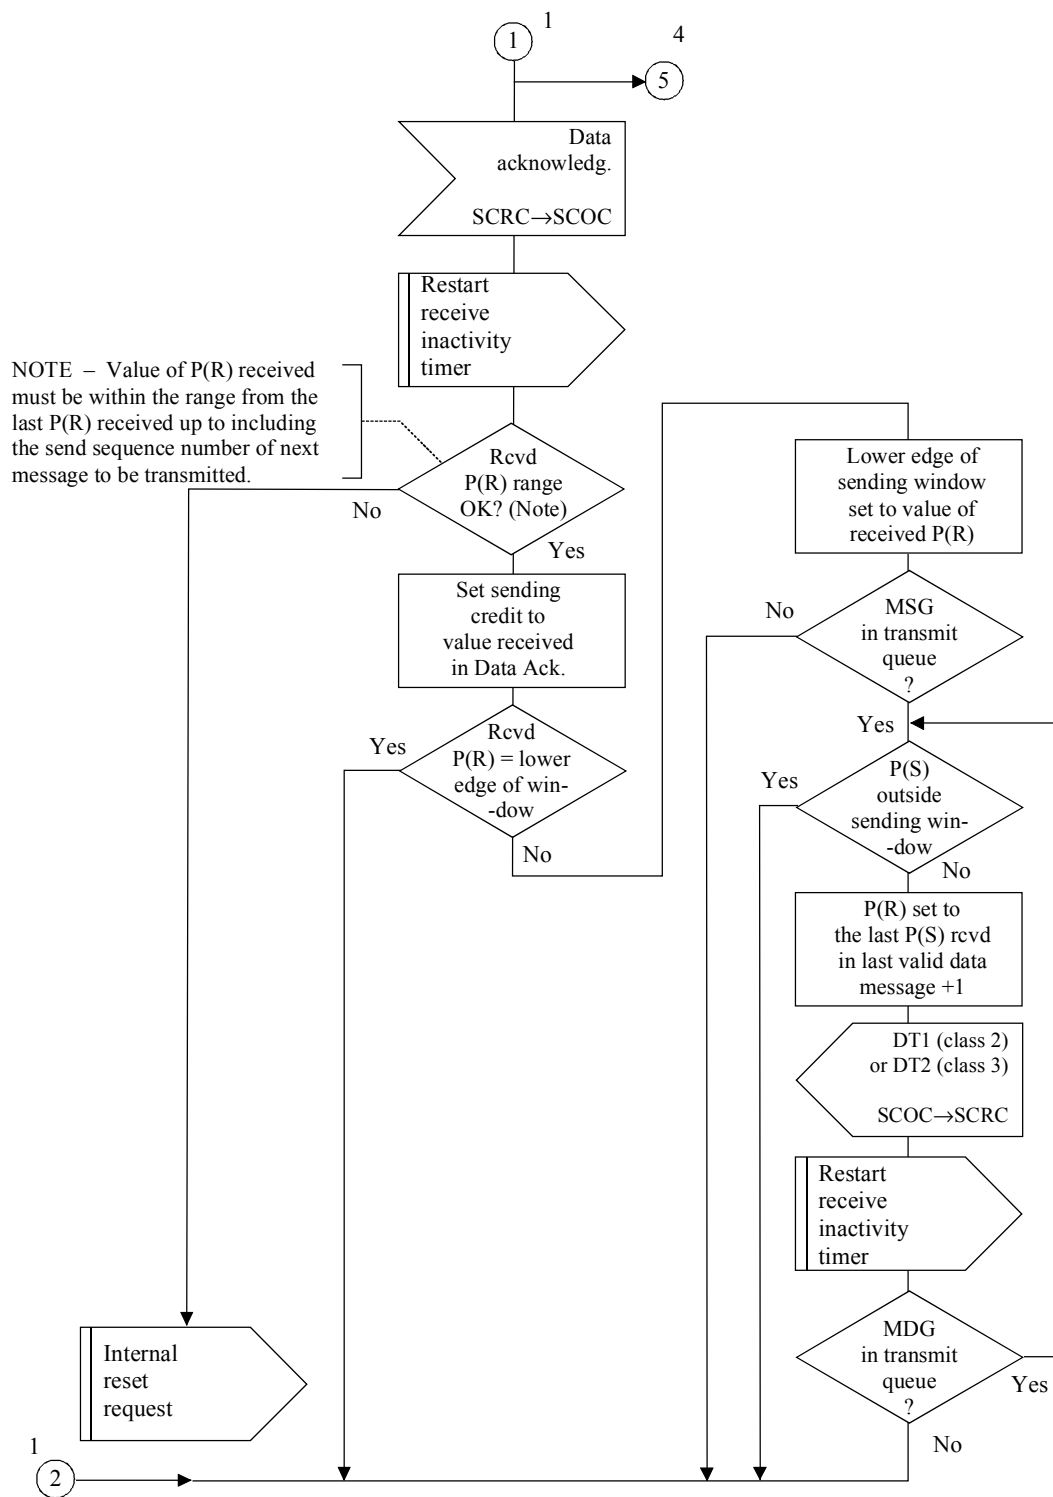 1
1
4
5
Data
acknowledg.
SCRC→SCOC
Restart
receive
inactivity
timer
NOTE – Value of P(R) received
must be within the range from the
last P(R) received up to including
the send sequence number of next
message to be transmitted.
Rcvd
P(R) range
OK? (Note)
No
Yes
Set sending
credit to
value received
in Data Ack.
Rcvd
P(R) = lower
edge of win-
-dow
Yes
No
Lower edge of
sending window
set to value of
received P(R)
MSG
in transmit
queue
?
No
Yes
P(S)
outside
sending win-
-dow
Yes
No
P(R) set to
the last P(S) rcvd
in last valid data
message +1
DT1 (class 2)
or DT2 (class 3)
SCOC→SCRC
Restart
receive
inactivity
timer
MDG
in transmit
queue
?
Yes
No
Internal
reset
request
1
2